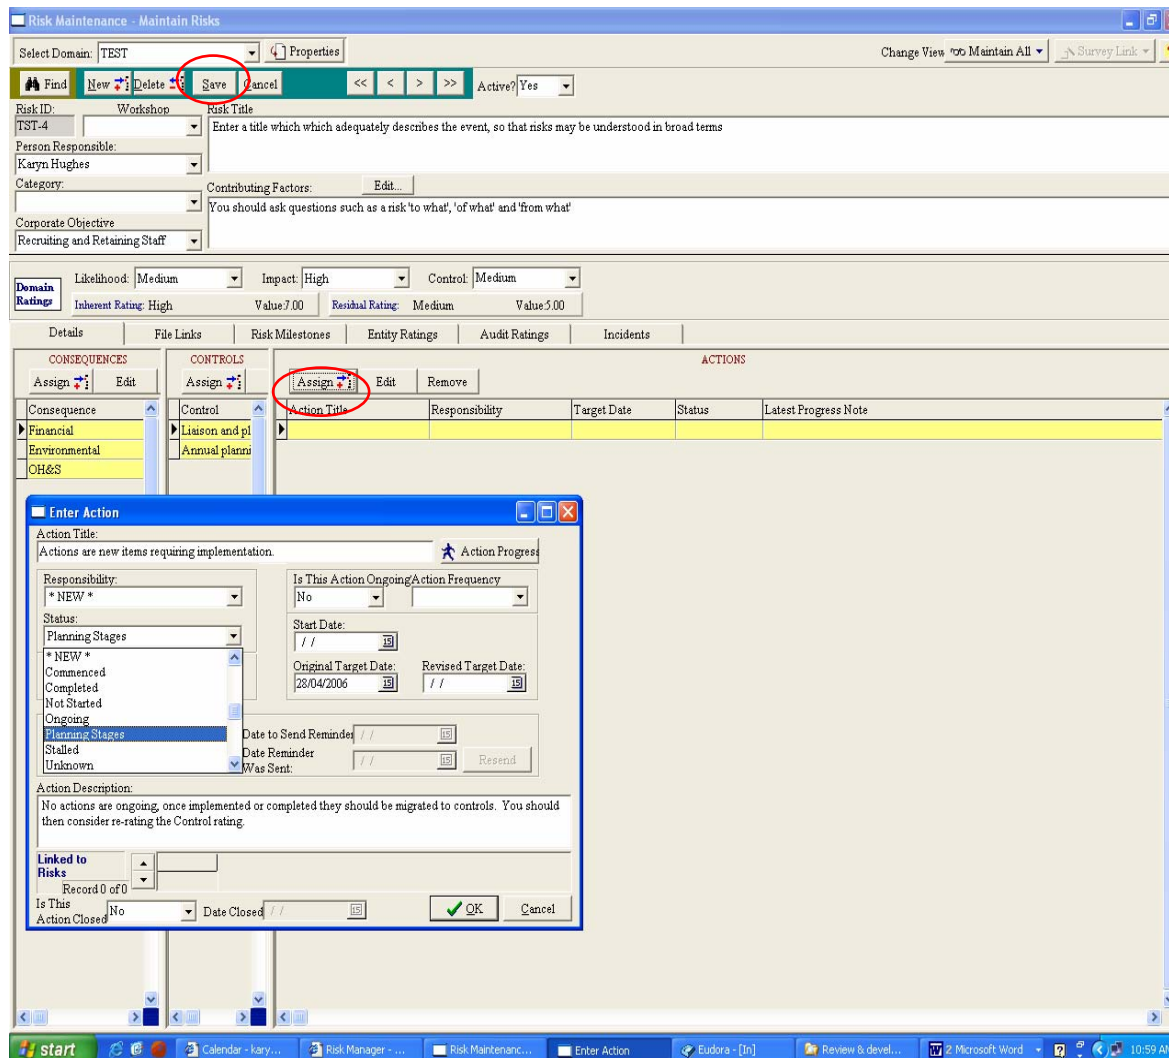 Risk Maintenance - Maintain Risks
Select Domain: TEST Properties Change View Maintain All Survey Link
Find New Delete Save Cancel << < > >> Active? Yes
Risk ID: Workshop Risk Title
TST-4 Enter a title which which adequately describes the event, so that risks may be understood in broad terms
Person Responsible:
Karyn Hughes
Category: Contributing Factors: Edit...
You should ask questions such as a risk 'to what', 'of what' and 'from what'
Corporate Objective
Recruiting and Retaining Staff
Domain Ratings Likelihood: Medium Impact: High Control: Medium
Inherent Rating: High Value:7.00 Residual Rating: Medium Value:5.00
Details File Links Risk Milestones Entity Ratings Audit Ratings Incidents
CONSEQUENCES CONTROLS ACTIONS
Assign Edit Assign Assign Edit Remove
Consequence Control Action Title Responsibility Target Date Status Latest Progress Note
Financial Liaison and pl
Environmental Annual planni
OH&S
Enter Action
Action Title:
Actions are new items requiring implementation. Action Progress
Responsibility: Is This Action Ongoing Action Frequency
* NEW * No
Status: Start Date:
Planning Stages / / 15
* NEW *
Commenced Original Target Date: Revised Target Date:
Completed 28/04/2006 15 / / 15
Not Started
Ongoing
Planning Stages Date to Send Reminder / / 15
Stalled Date Reminder
Unknown Was Sent: / / 15 Resend
Action Description:
No actions are ongoing, once implemented or completed they should be migrated to controls. You should
then consider re-rating the Control rating.
Linked to
Risks
Record 0 of 0
Is This
Action Closed No Date Closed / / 15 OK Cancel
start Calendar - kary... Risk Manager - ... Risk Maintenanc... Enter Action Eudora - [In] Review & devel... 2 Microsoft Word 10:59 AM